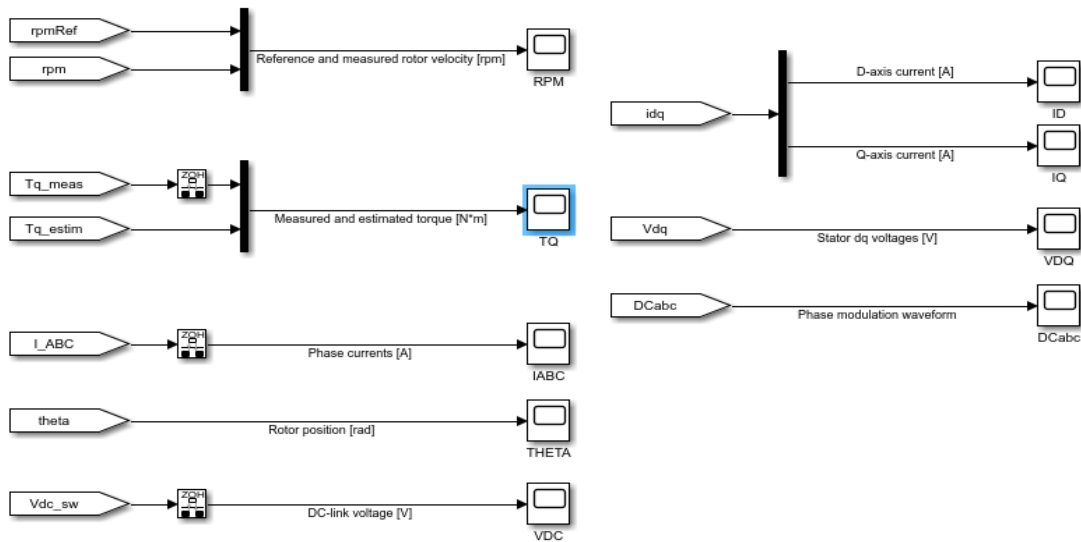 rpmRef
rpm
Reference and measured rotor velocity [rpm]
RPM
Tq_meas
ZOH
Tq_estim
Measured and estimated torque [N*m]
TQ
I_ABC
ZOH
Phase currents [A]
IABC
theta
Rotor position [rad]
THETA
Vdc_sw
ZOH
DC-link voltage [V]
VDC
idq
D-axis current [A]
ID
Q-axis current [A]
IQ
Vdq
Stator dq voltages [V]
VDQ
DCabc
Phase modulation waveform
DCabc